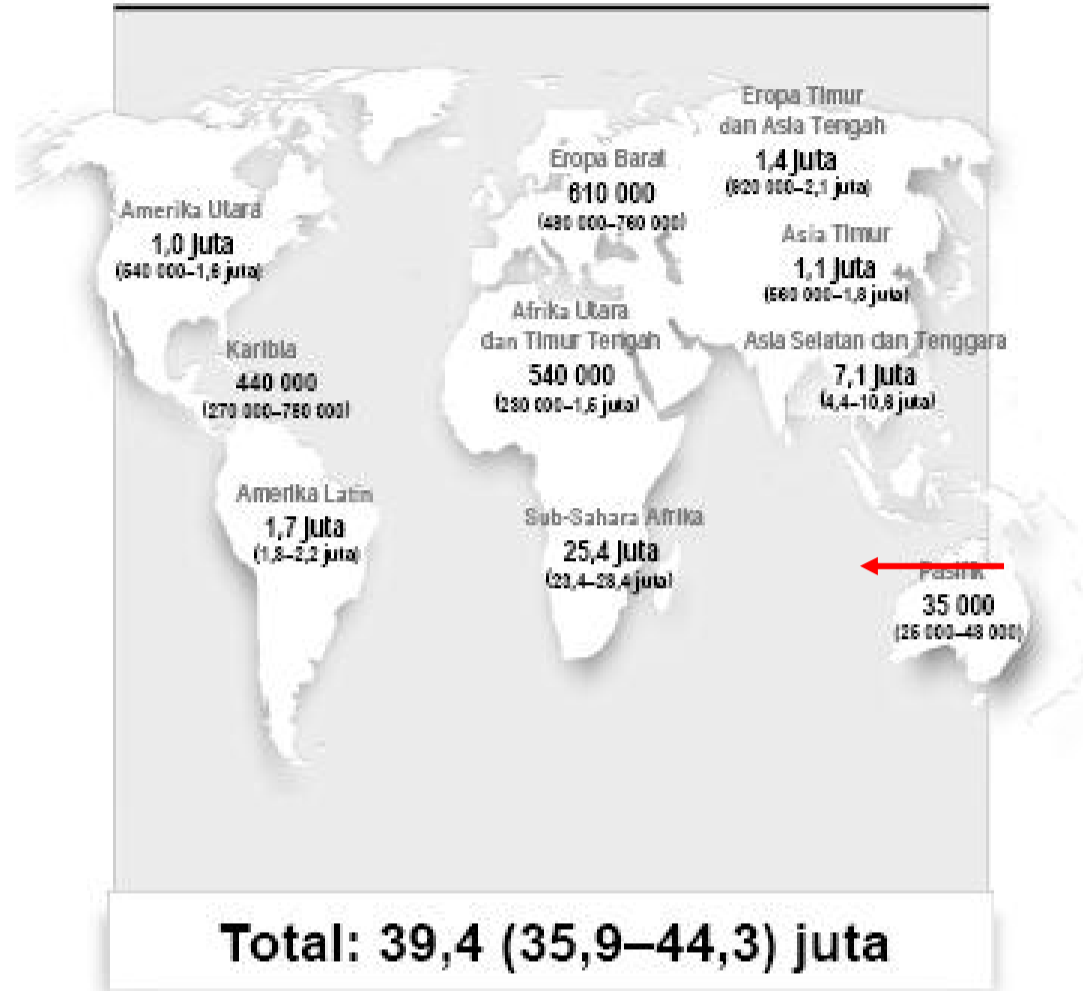 Eropa Timur
dan Asia Tengah
1,4 juta
(920 000–2,1 juta)
Eropa Barat
610 000
(480 000–760 000)
Amerika Utara
1,0 juta
(540 000–1,6 juta)
Asia Timur
1,1 juta
(560 000–1,8 juta)
Afrika Utara
dan Timur Tengah
540 000
(230 000–1,5 juta)
Karibia
440 000
(270 000–780 000)
Asia Selatan dan Tenggara
7,1 juta
(4,4–10,6 juta)
Amerika Latin
1,7 juta
(1,3–2,2 juta)
Sub-Sahara Afrika
25,4 juta
(23,4–28,4 juta)
Pasifik
35 000
(25 000–48 000)
Total: 39,4 (35,9–44,3) juta